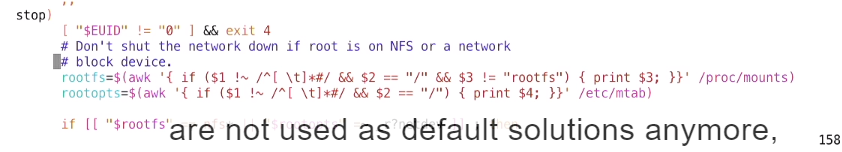 ;;
stop)
[ "$EUID" != "0" ] && exit 4
# Don't shut the network down if root is on NFS or a network
# block device.
rootfs=$(awk '{ if ($1 !~ /^[ \t]*#/ && $2 == "/" && $3 != "rootfs") { print $3; }}' /proc/mounts)
rootopts=$(awk '{ if ($1 !~ /^[ \t]*#/ && $2 == "/") { print $4; }}' /etc/mtab)
if [[ "$rootfs"
are not used as default solutions anymore,
158